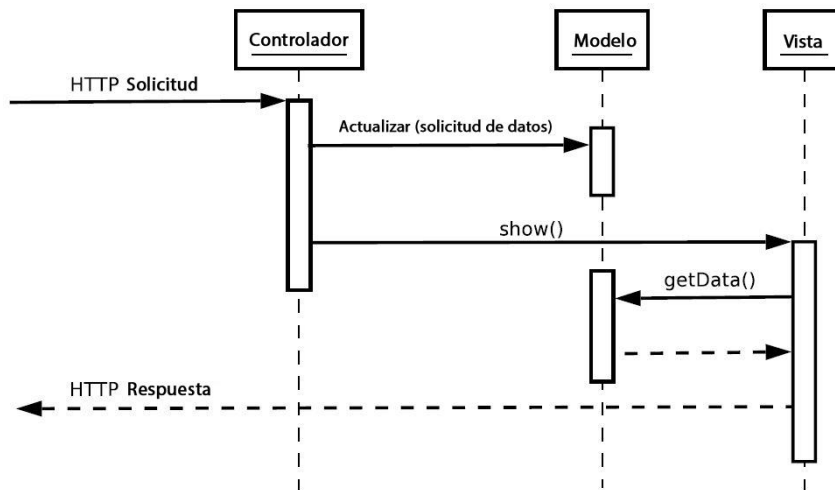 Controlador
Modelo
Vista
HTTP Solicitud
Actualizar (solicitud de datos)
show()
getData()
HTTP Respuesta